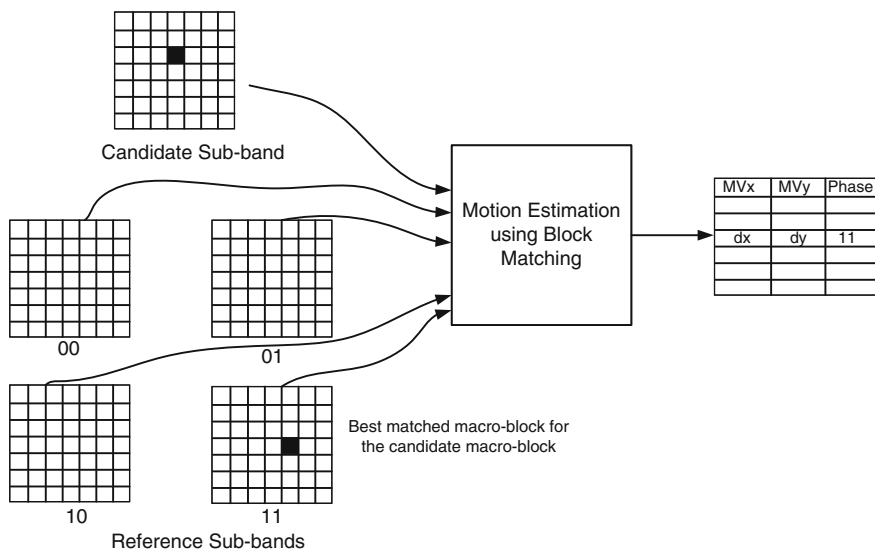 Candidate Sub-band
Motion Estimation
using Block
Matching
MVx MVy Phase
dx dy 11
00
01
Best matched macro-block for
the candidate macro-block
10
11
Reference Sub-bands